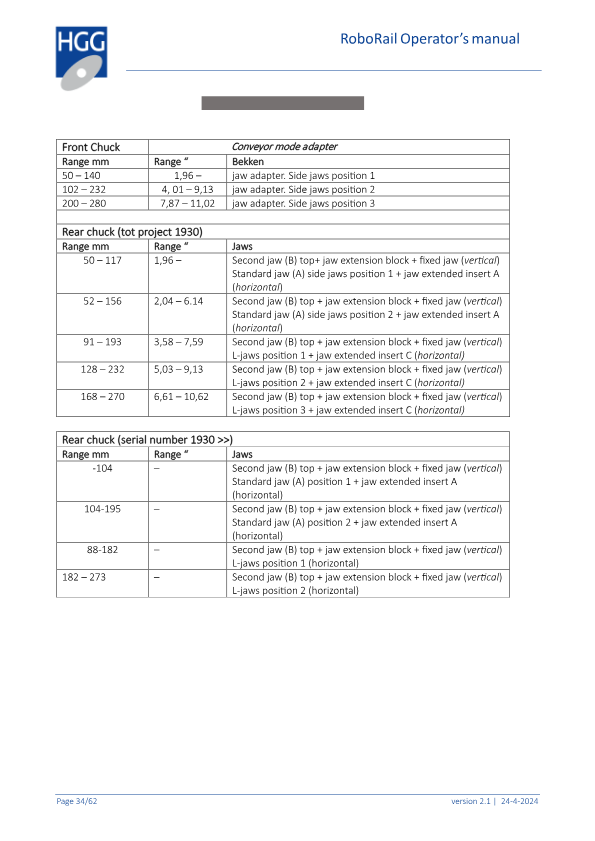 HGG
RoboRail Operator's manual
Front Chuck Conveyor mode adapter
Range mm Range " Bekken
50 – 140 1,96 – jaw adapter. Side jaws position 1
102 – 232 4, 01 – 9,13 jaw adapter. Side jaws position 2
200 – 280 7,87 – 11,02 jaw adapter. Side jaws position 3
Rear chuck (tot project 1930)
Range mm Range " Jaws
50 – 117 1,96 – Second jaw (B) top+ jaw extension block + fixed jaw (vertical)
Standard jaw (A) side jaws position 1 + jaw extended insert A
(horizontal)
52 – 156 2,04 – 6.14 Second jaw (B) top + jaw extension block + fixed jaw (vertical)
Standard jaw (A) side jaws position 2 + jaw extended insert A
(horizontal)
91 – 193 3,58 – 7,59 Second jaw (B) top + jaw extension block + fixed jaw (vertical)
L-jaws position 1 + jaw extended insert C (horizontal)
128 – 232 5,03 – 9,13 Second jaw (B) top + jaw extension block + fixed jaw (vertical)
L-jaws position 2 + jaw extended insert C (horizontal)
168 – 270 6,61 – 10,62 Second jaw (B) top + jaw extension block + fixed jaw (vertical)
L-jaws position 3 + jaw extended insert C (horizontal)
Rear chuck (serial number 1930 >>)
Range mm Range " Jaws
-104 – Second jaw (B) top + jaw extension block + fixed jaw (vertical)
Standard jaw (A) position 1 + jaw extended insert A
(horizontal)
104-195 – Second jaw (B) top + jaw extension block + fixed jaw (vertical)
Standard jaw (A) position 2 + jaw extended insert A
(horizontal)
88-182 – Second jaw (B) top + jaw extension block + fixed jaw (vertical)
L-jaws position 1 (horizontal)
182 – 273 – Second jaw (B) top + jaw extension block + fixed jaw (vertical)
L-jaws position 2 (horizontal)
Page 34/62 version 2.1 | 24-4-2024